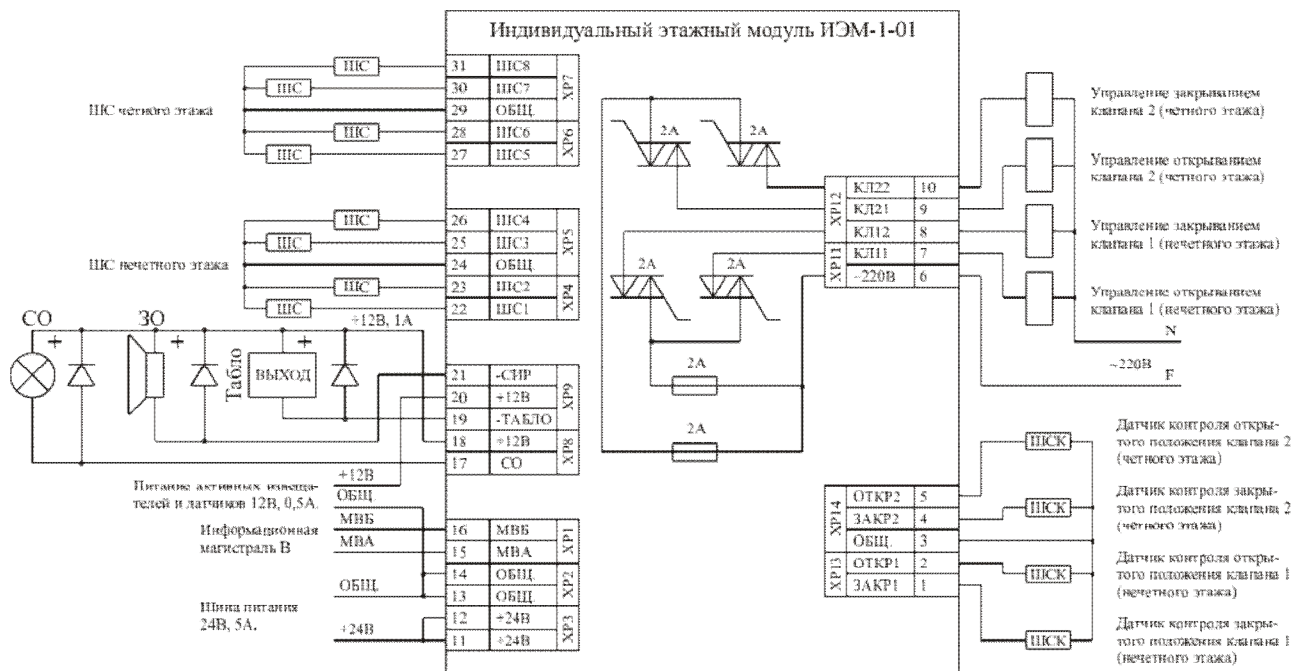 Индивидуальный этажный модуль ИЭМ-1-01
ШС четного этажа
ШС
ШС
ШС
ШС
31 ШС8
30 ШС7
29 ОБЩ.
28 ШС6
27 ШС5
XP7
XP6
ШС нечетного этажа
ШС
ШС
ШС
ШС
26 ШС4
25 ШС3
24 ОБЩ.
23 ШС2
22 ШС1
XP5
XP4
СО
ЗО
+12В, 1А
+
+
+
Табло
ВЫХОД
21 -СИР
20 +12В
19 -ТАБЛО
18 +12В
17 СО
XP9
XP8
Питание активных извеща-
телей и датчиков 12В, 0,5А.
+12В
ОБЩ
Информационная
магистраль В
МВБ
МВА
ОБЩ.
Шина питания
24В, 5А.
+24В
16 МВБ
15 МВА
14 ОБЩ.
13 ОБЩ.
12 +24В
11 +24В
XP1
XP2
XP3
2А
2А
2А
2А
2А
2А
XP12
XP11
КЛ22 10
КЛ21 9
КЛ12 8
КЛ11 7
~220В 6
Управление закрыванием
клапана 2 (четного этажа)
Управление открыванием
клапана 2 (четного этажа)
Управление закрыванием
клапана 1 (нечетного этажа)
Управление открыванием
клапана 1 (нечетного этажа)
N
~220В
F
XP14
XP13
ОТКР2 5
ЗАКР2 4
ОБЩ. 3
ОТКР1 2
ЗАКР1 1
ШСК
ШСК
ШСК
ШСК
Датчик контроля откры-
того положения клапана 2
(четного этажа)
Датчик контроля закры-
того положения клапана 2
(четного этажа)
Датчик контроля откры-
того положения клапана 1
(нечетного этажа)
Датчик контроля закры-
того положения клапана 1
(нечетного этажа)